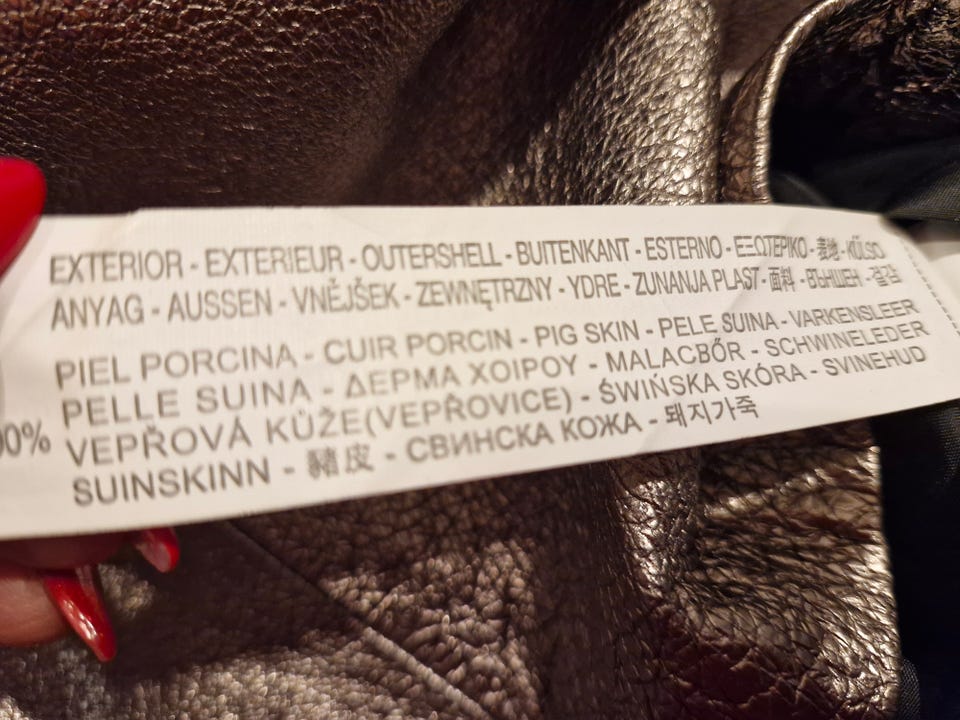 EXTERIOR - EXTERIEUR - OUTERSHELL - BUITENKANT - ESTERNO - ΕΞΩΤΕΡΙΚΟ - 表地 - KÜLSO
ANYAG - AUSSEN - VNĚJŠEK - ZEWNĘTRZNY - YDRE - ZUNANJA PLAST - 面料 - ВЪНШЕН - 겉감
PIEL PORCINA - CUIR PORCIN - PIG SKIN - PELE SUINA - VARKENSLEER
PELLE SUINA - ΔΕΡΜΑ ΧΟΙΡΟΥ - MALACBŐR - SCHWEINELEDER
00% VEPŘOVÁ KŮŽE(VEPŘOVICE) - ŚWIŃSKA SKÓRA - SVINEHUD
SUINSKINN - 豬皮 - СВИНСКА КОЖА - 돼지가죽